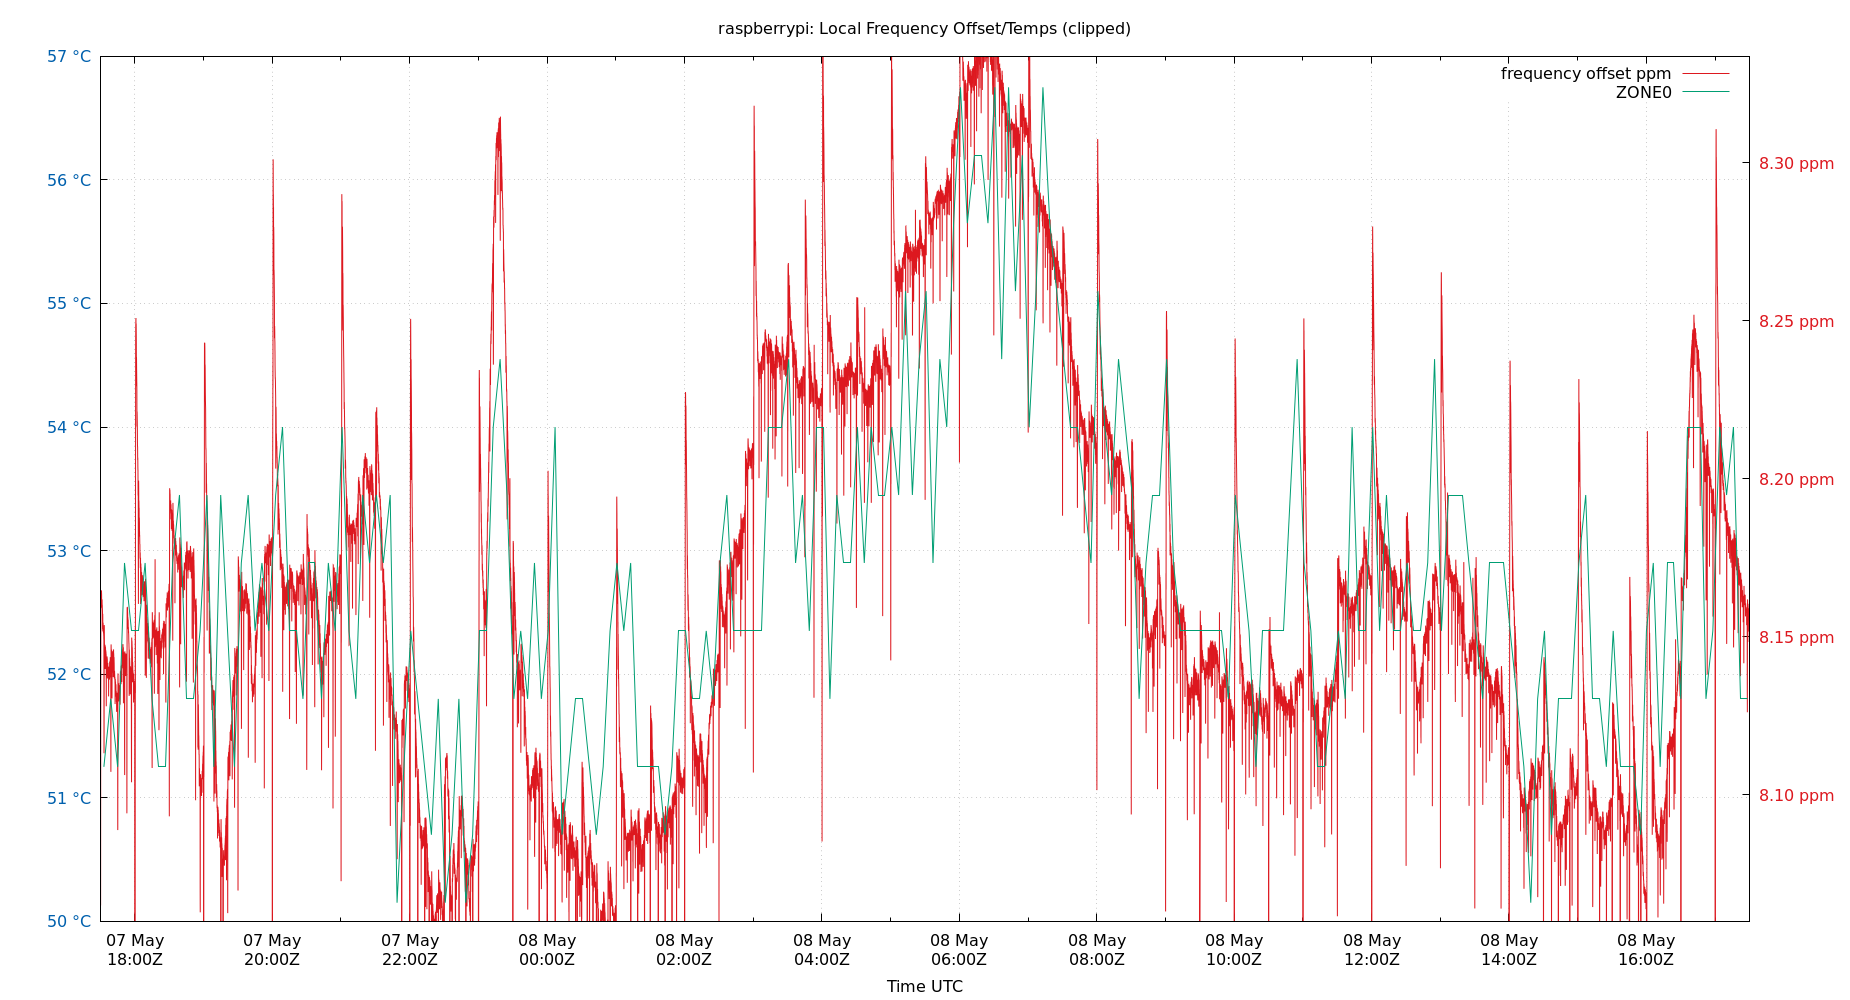 raspberrypi: Local Frequency Offset/Temps (clipped)
57 °C
56 °C
55 °C
54 °C
53 °C
52 °C
51 °C
50 °C
frequency offset ppm
ZONE0
8.30 ppm
8.25 ppm
8.20 ppm
8.15 ppm
8.10 ppm
07 May 07 May 07 May 08 May 08 May 08 May 08 May 08 May 08 May 08 May 08 May 08 May
18:00Z 20:00Z 22:00Z 00:00Z 02:00Z 04:00Z 06:00Z 08:00Z 10:00Z 12:00Z 14:00Z 16:00Z
Time UTC